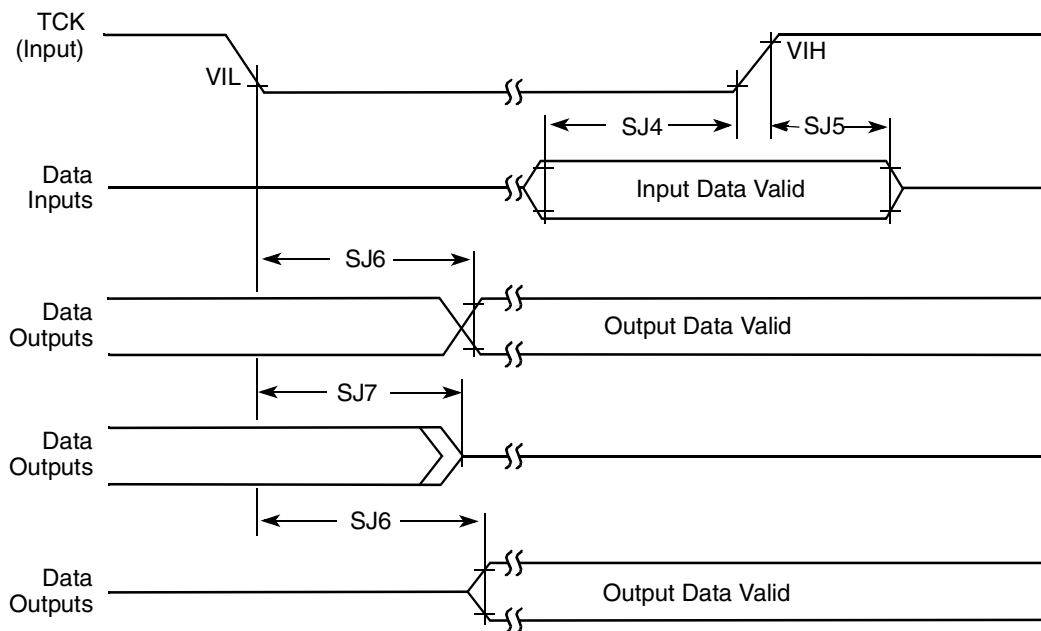 TCK
(Input)
VIL
VIH
SJ4
SJ5
Data
Inputs
Input Data Valid
SJ6
Data
Outputs
Output Data Valid
SJ7
Data
Outputs
SJ6
Data
Outputs
Output Data Valid